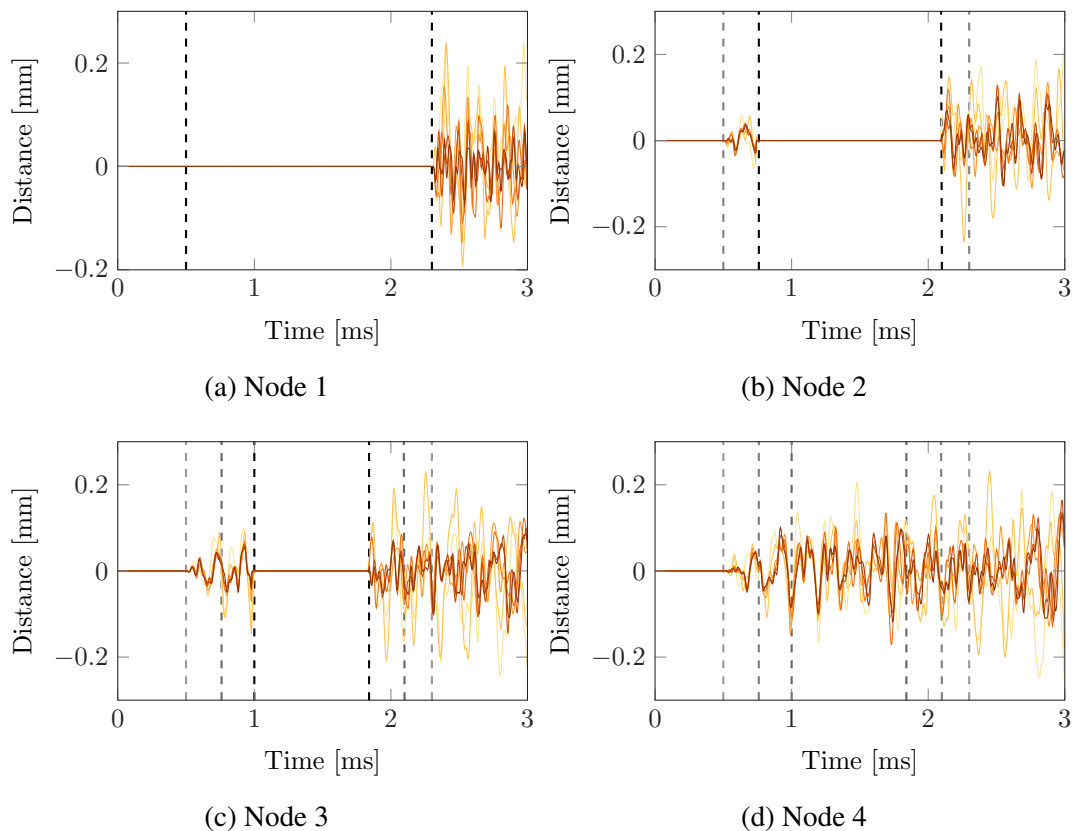 0.2
0
−0.2
Distance [mm]
0 1 2 3
Time [ms]
(a) Node 1
0.2
0
−0.2
Distance [mm]
0 1 2 3
Time [ms]
(b) Node 2
0.2
0
−0.2
Distance [mm]
0 1 2 3
Time [ms]
(c) Node 3
0.2
0
−0.2
Distance [mm]
0 1 2 3
Time [ms]
(d) Node 4